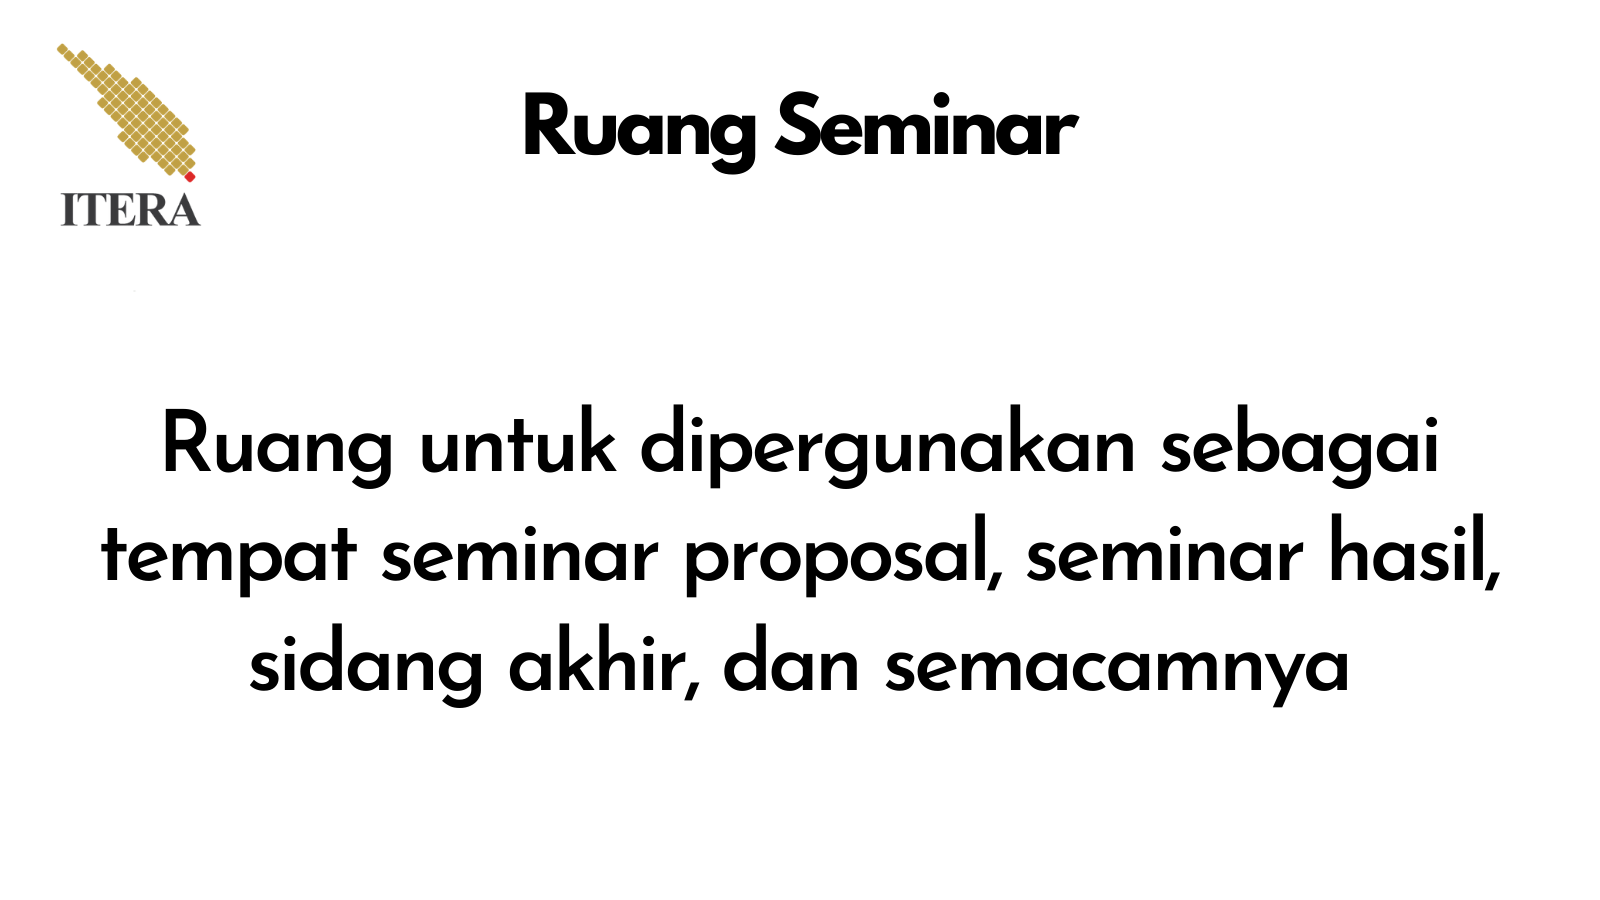 ITERA
Ruang Seminar
Ruang untuk dipergunakan sebagai
tempat seminar proposal, seminar hasil,
sidang akhir, dan semacamnya